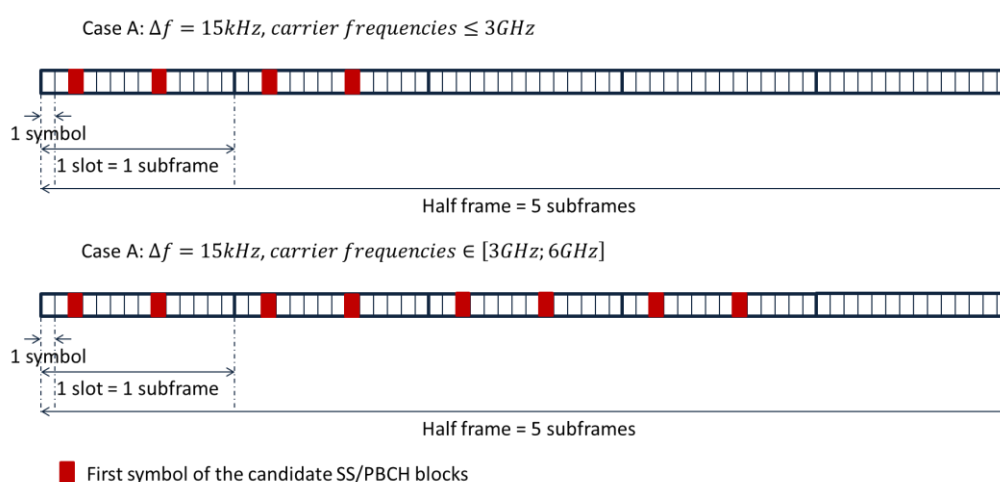 Case A: Δf = 15kHz, carrier frequencies ≤ 3GHz
1 symbol
1 slot = 1 subframe
Half frame = 5 subframes
Case A: Δf = 15kHz, carrier frequencies ∈ [3GHz; 6GHz]
1 symbol
1 slot = 1 subframe
Half frame = 5 subframes
First symbol of the candidate SS/PBCH blocks